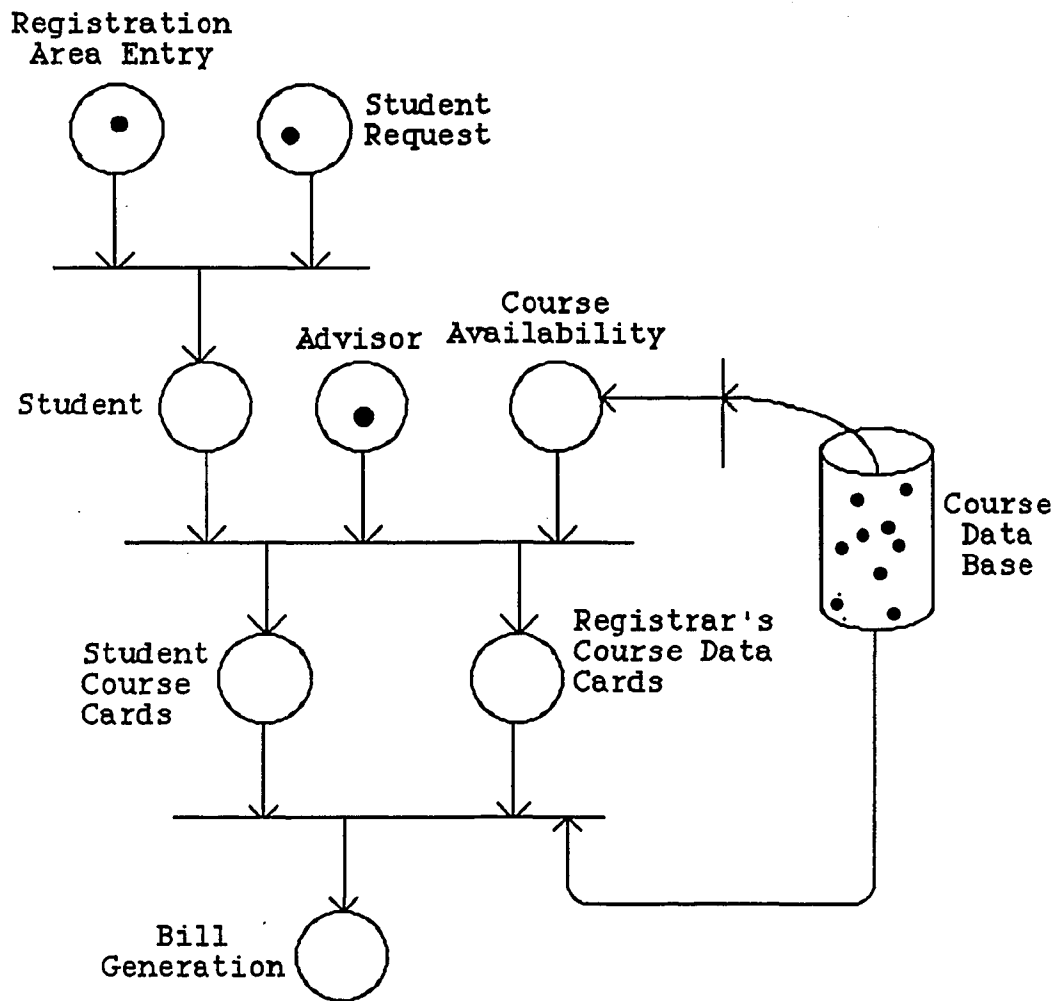 Registration
Area Entry
Student
Request
Course
Availability
Advisor
Student
Course
Data
Base
Student
Course
Cards
Registrar's
Course Data
Cards
Bill
Generation